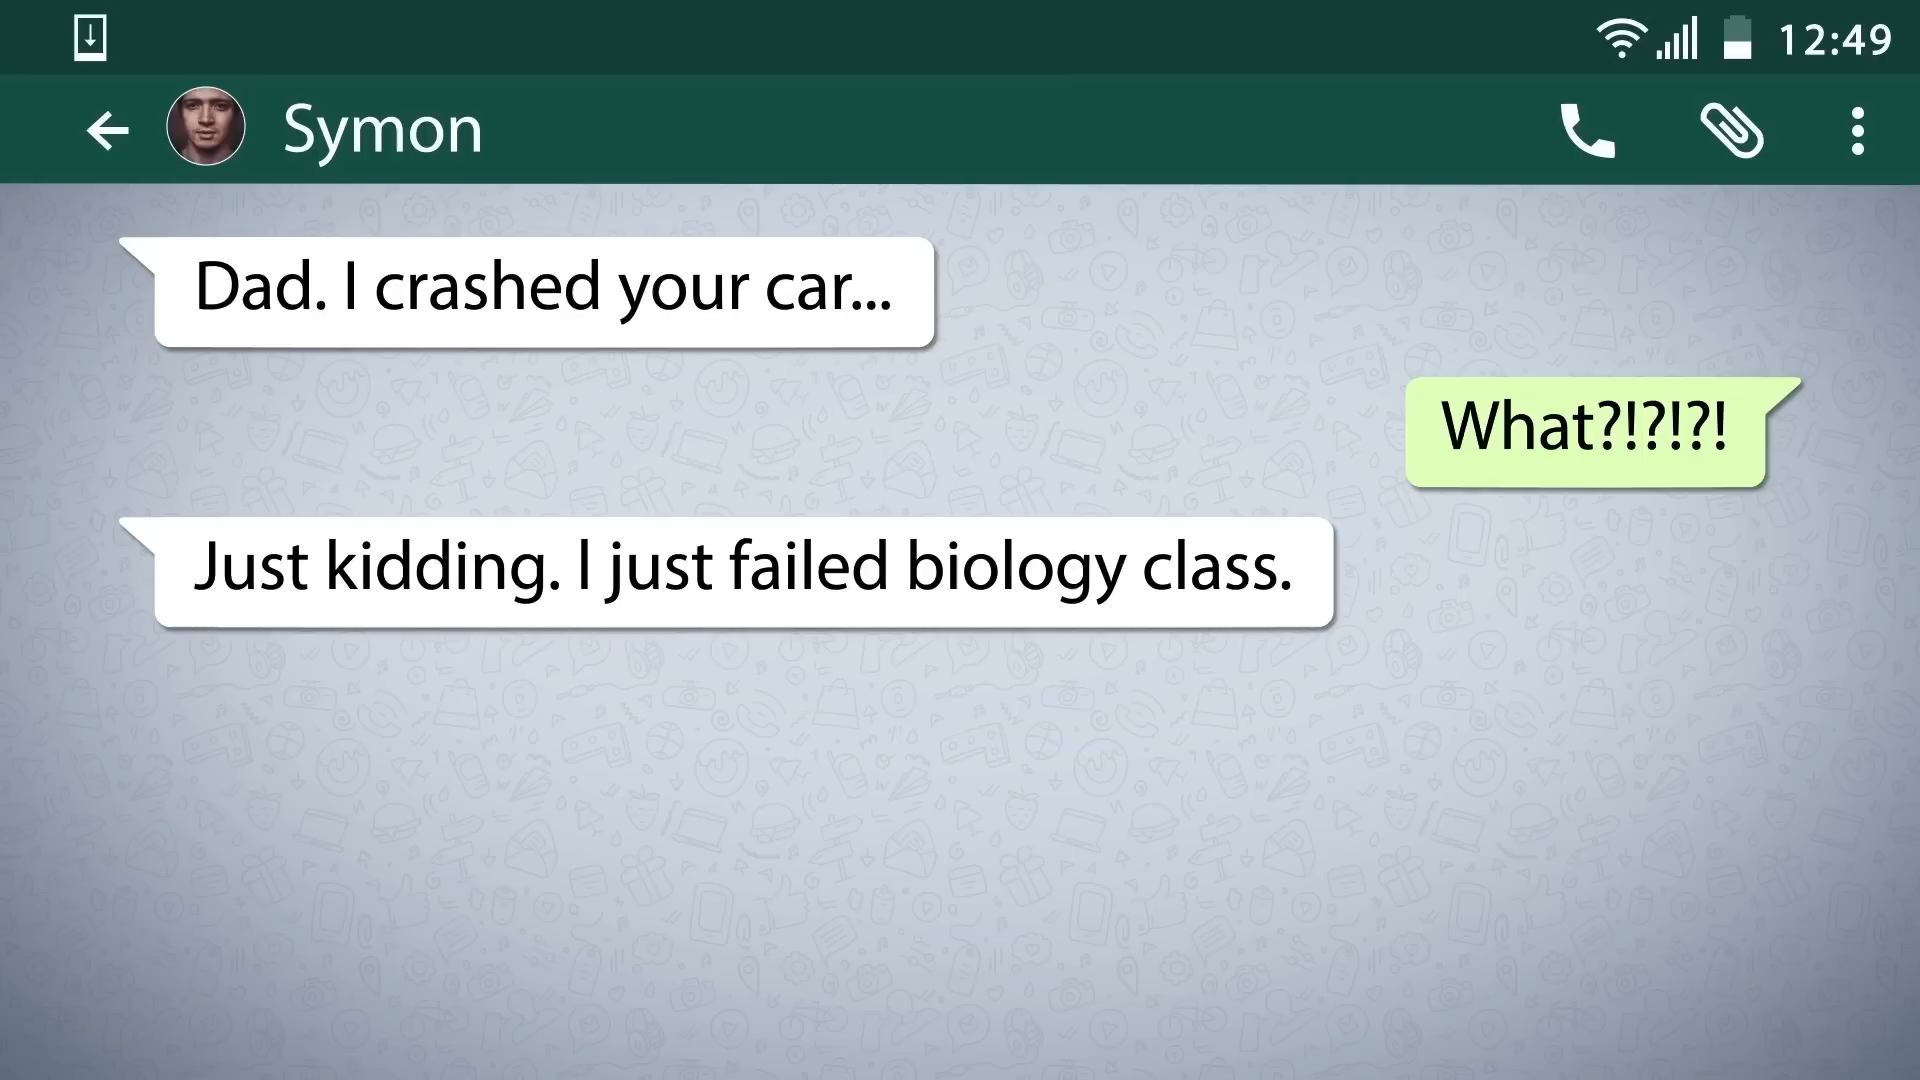 12:49
Symon
Dad. I crashed your car...
What?!?!?!
Just kidding. I just failed biology class.